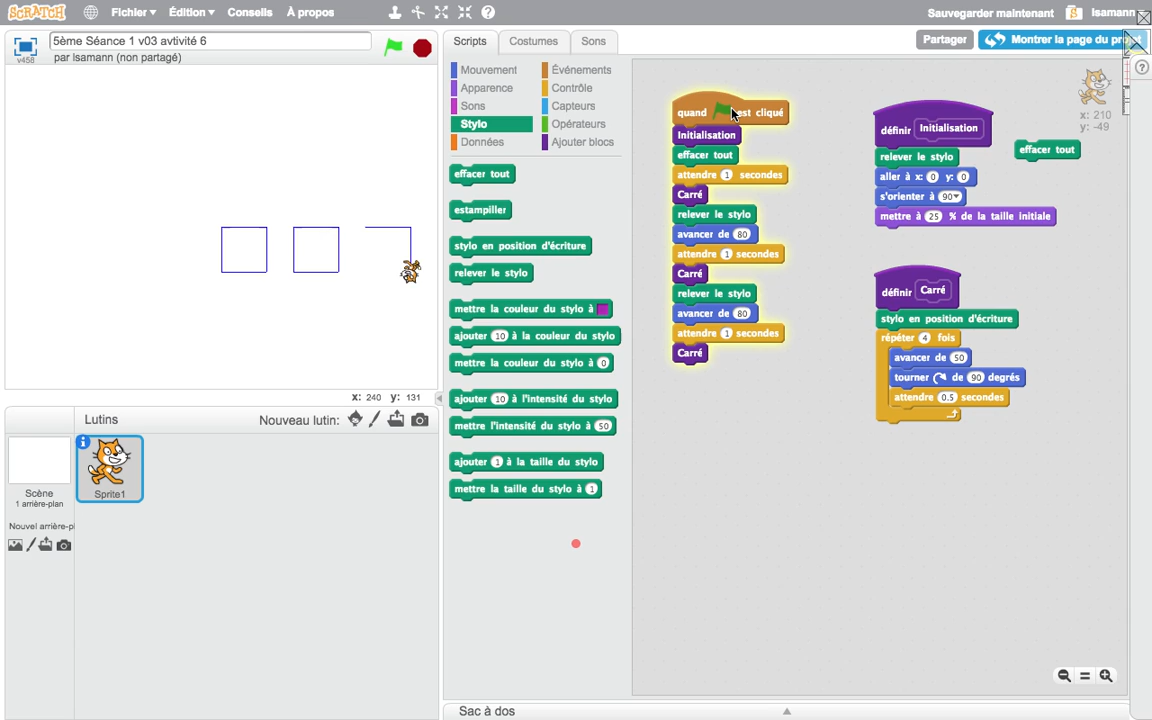 SCRATCH Fichier Édition Conseils À propos Sauvegarder maintenant Isamann
v458
5ème Séance 1 v03 avtivité 6
par Isamann (non partagé)
Scripts Costumes Sons
Partager Montrer la page du
Mouvement
Apparence
Sons
Stylo
Données
Événements
Contrôle
Capteurs
Opérateurs
Ajouter blocs
effacer tout
estampiller
stylo en position d'écriture
relever le stylo
mettre la couleur du stylo à
ajouter 10 à la couleur du stylo
mettre la couleur du stylo à 0
ajouter 10 à l'intensité du stylo
mettre l'intensité du stylo à 50
ajouter 1 à la taille du stylo
mettre la taille du stylo à 1
quand est cliqué
Initialisation
effacer tout
attendre 1 secondes
Carré
relever le stylo
avancer de 80
attendre 1 secondes
Carré
relever le stylo
avancer de 80
attendre 1 secondes
Carré
définir Initialisation
relever le stylo
aller à x: 0 y: 0
s'orienter à 90
mettre à 25 % de la taille initiale
effacer tout
x: 210
y: -49
définir Carré
stylo en position d'écriture
répéter 4 fois
avancer de 50
tourner de 90 degrés
attendre 0.5 secondes
x: 240 y: 131
Lutins Nouveau lutin:
Scène
1 arrière-plan
Nouvel arrière-pl
Sprite1
Sac à dos